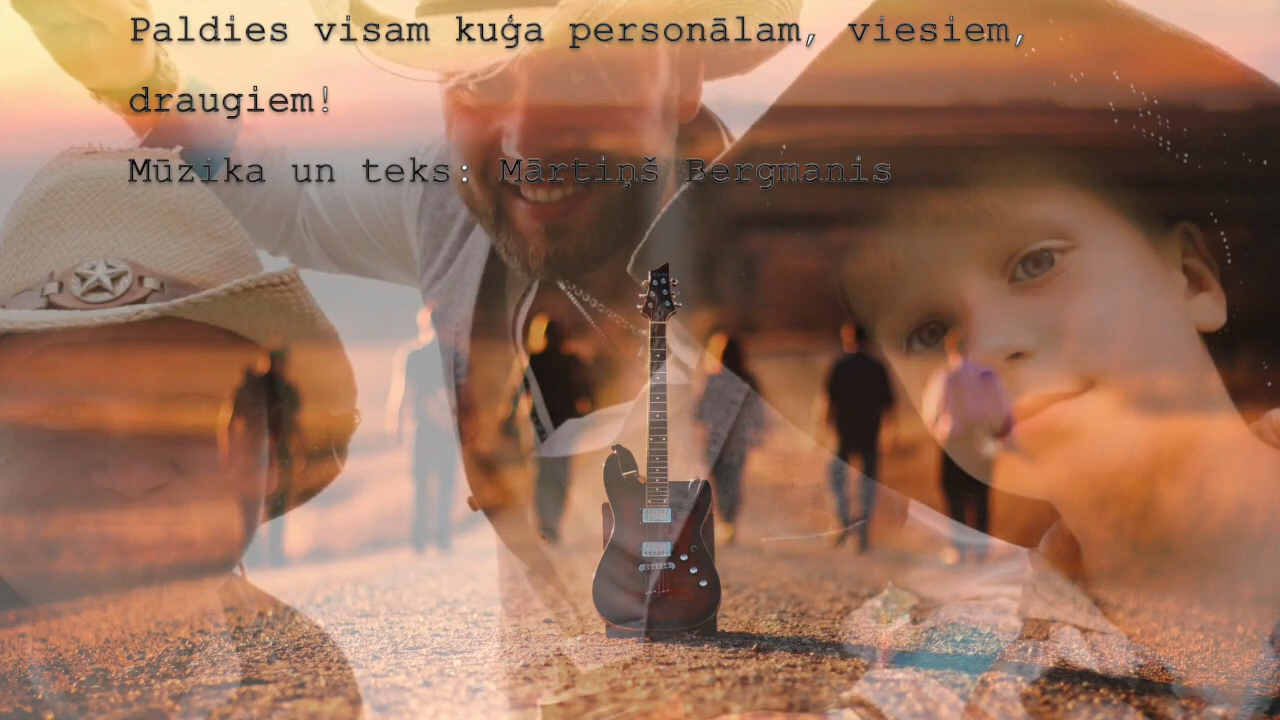 Paldies visam kuģa personālam, viesiem,
draugiem!
Mūzika un teks: Mārtiņš Bergmanis